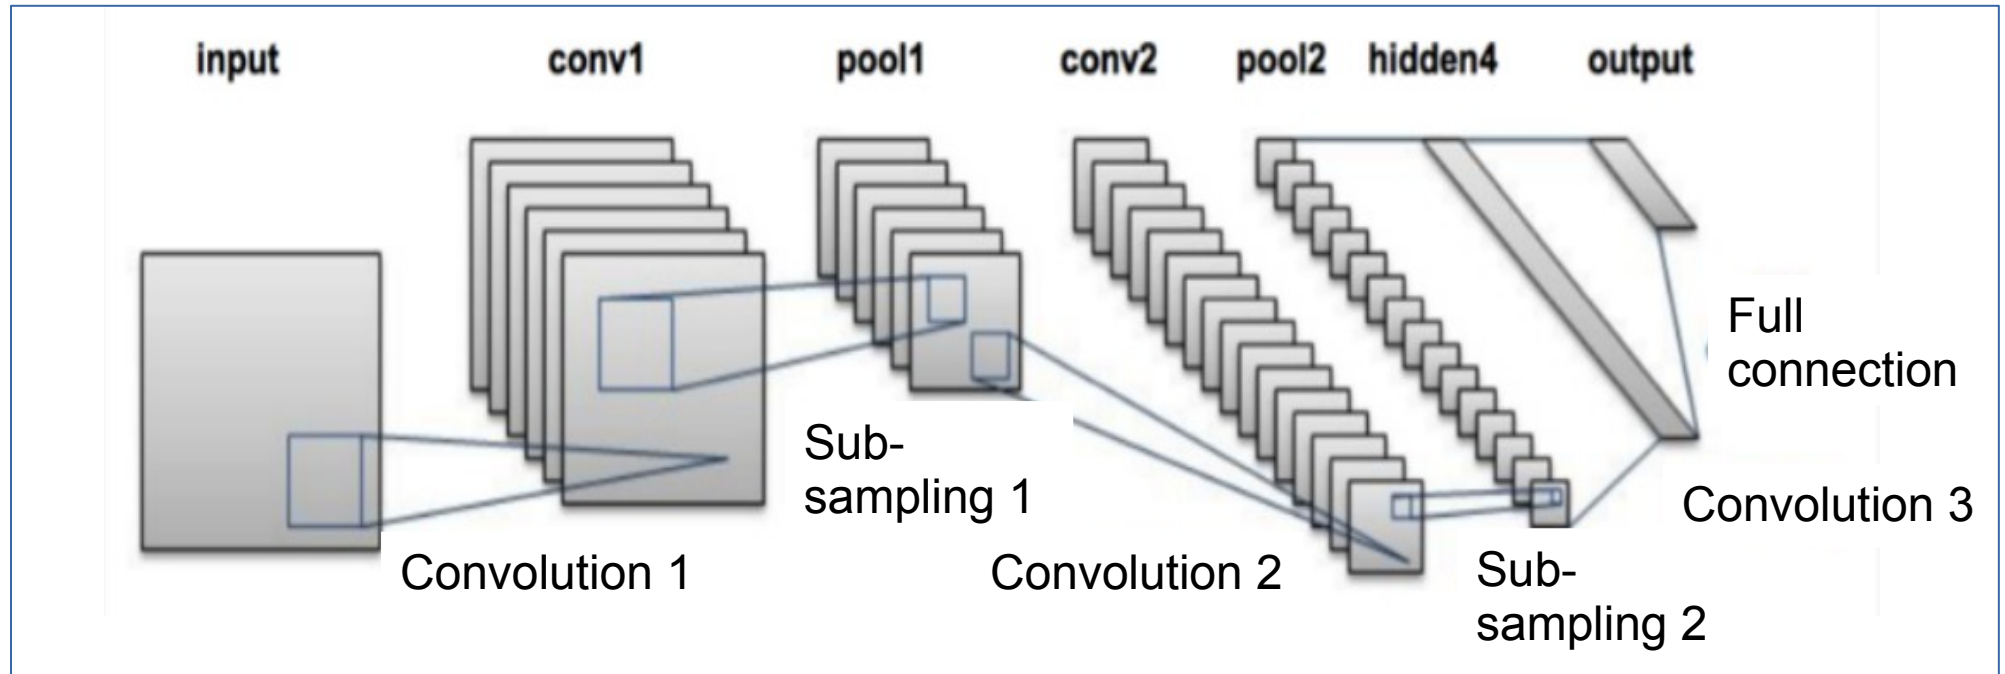 input conv1 pool1 conv2 pool2 hidden4 output
Full
connection
Sub-
sampling 1
Convolution 3
Convolution 1
Convolution 2
Sub-
sampling 2